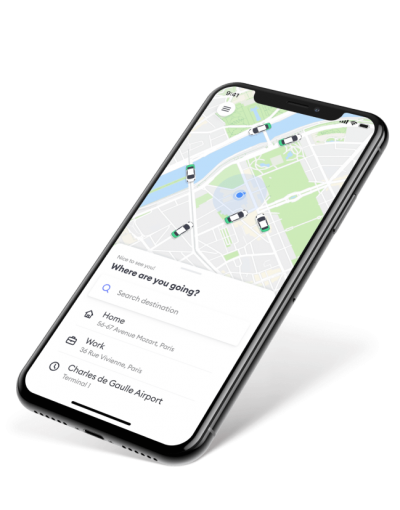 9:41
Nice to see you!
Where are you going?
Search destination
Home
56-67 Avenue Mozart, Paris
Work
36 Rue Vivienne, Paris
Charles de Gaulle Airport
Terminal 1